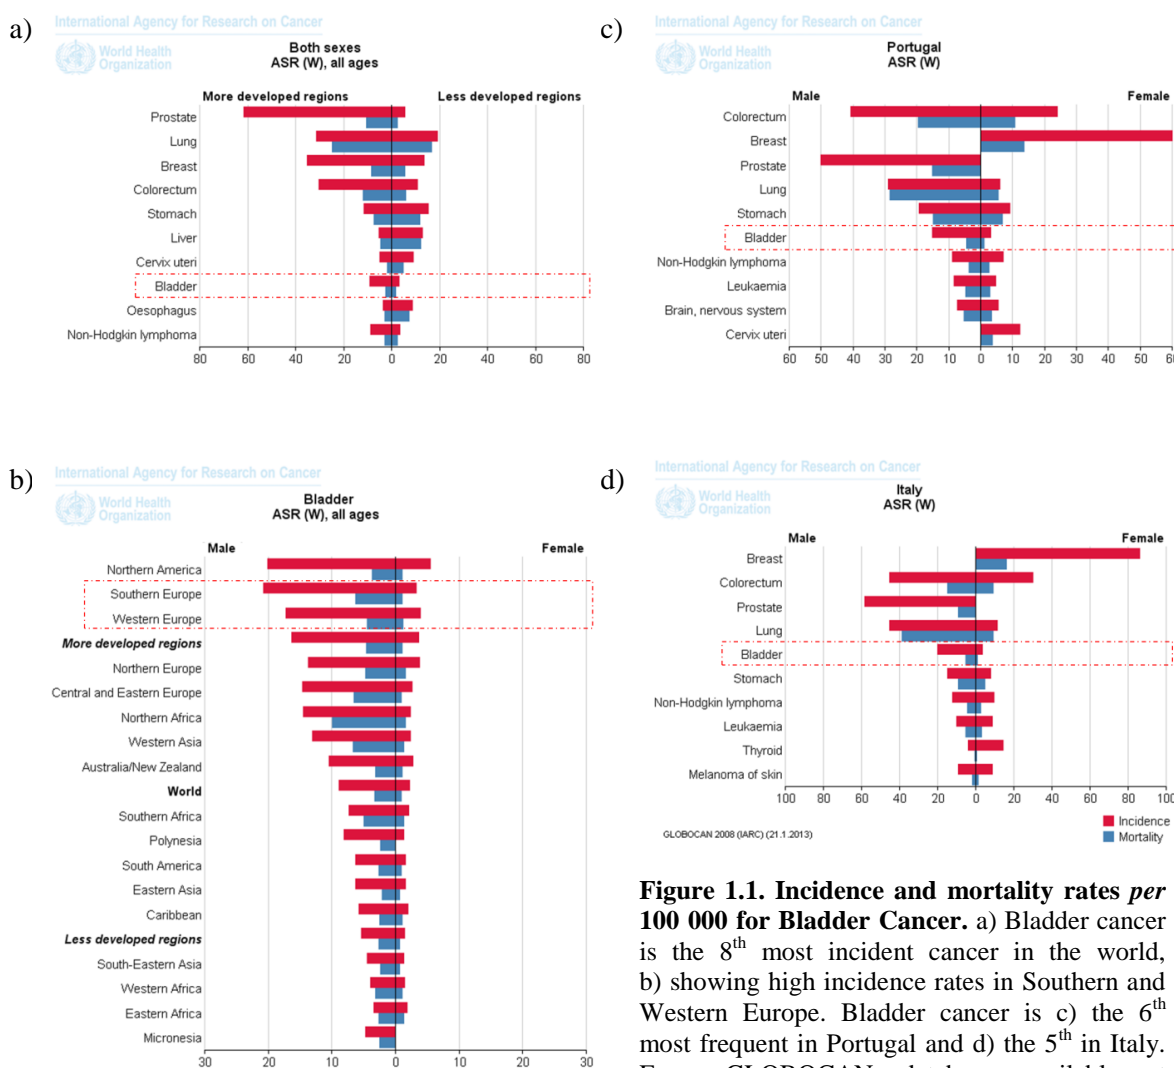 a)
International Agency for Research on Cancer
World Health
Organization
Both sexes
ASR (W), all ages
More developed regions
Less developed regions
Prostate
Lung
Breast
Colorectum
Stomach
Liver
Cervix uteri
Bladder
Oesophagus
Non-Hodgkin lymphoma
80 60 40 20 0 20 40 60 80
c)
International Agency for Research on Cancer
World Health
Organization
Portugal
ASR (W)
Male
Female
Colorectum
Breast
Prostate
Lung
Stomach
Bladder
Non-Hodgkin lymphoma
Leukaemia
Brain, nervous system
Cervix uteri
60 50 40 30 20 10 0 10 20 30 40 50 60
b)
International Agency for Research on Cancer
World Health
Organization
Bladder
ASR (W), all ages
Male
Female
Northern America
Southern Europe
Western Europe
More developed regions
Northern Europe
Central and Eastern Europe
Northern Africa
Western Asia
Australia/New Zealand
World
Southern Africa
Polynesia
South America
Eastern Asia
Caribbean
Less developed regions
South-Eastern Asia
Western Africa
Eastern Africa
Micronesia
30 20 10 0 10 20 30
d)
International Agency for Research on Cancer
World Health
Organization
Italy
ASR (W)
Male
Female
Breast
Colorectum
Prostate
Lung
Bladder
Stomach
Non-Hodgkin lymphoma
Leukaemia
Thyroid
Melanoma of skin
100 80 60 40 20 0 20 40 60 80 100
GLOBOCAN 2008 (IARC) (21.1.2013)
Incidence
Mortality
Figure 1.1. Incidence and mortality rates per
100 000 for Bladder Cancer. a) Bladder cancer
is the 8th most incident cancer in the world,
b) showing high incidence rates in Southern and
Western Europe. Bladder cancer is c) the 6th
most frequent in Portugal and d) the 5th in Italy.